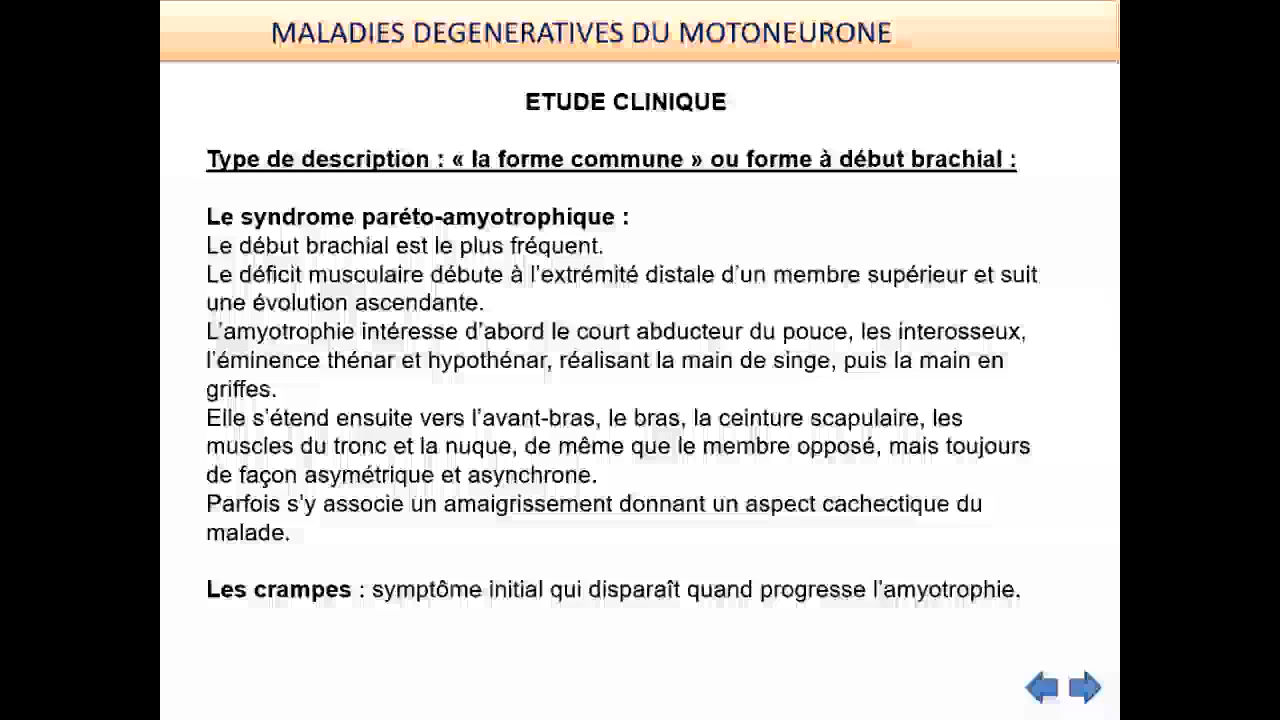 MALADIES DEGENERATIVES DU MOTONEURONE
ETUDE CLINIQUE
Type de description : « la forme commune » ou forme à début brachial :
Le syndrome paréto-amyotrophique :
Le début brachial est le plus fréquent.
Le déficit musculaire débute à l'extrémité distale d'un membre supérieur et suit
une évolution ascendante.
L'amyotrophie intéresse d'abord le court abducteur du pouce, les interosseux,
l'éminence thénar et hypothénar, réalisant la main de singe, puis la main en
griffes.
Elle s'étend ensuite vers l'avant-bras, le bras, la ceinture scapulaire, les
muscles du tronc et la nuque, de même que le membre opposé, mais toujours
de façon asymétrique et asynchrone.
Parfois s'y associe un amaigrissement donnant un aspect cachectique du
malade.
Les crampes : symptôme initial qui disparaît quand progresse l'amyotrophie.